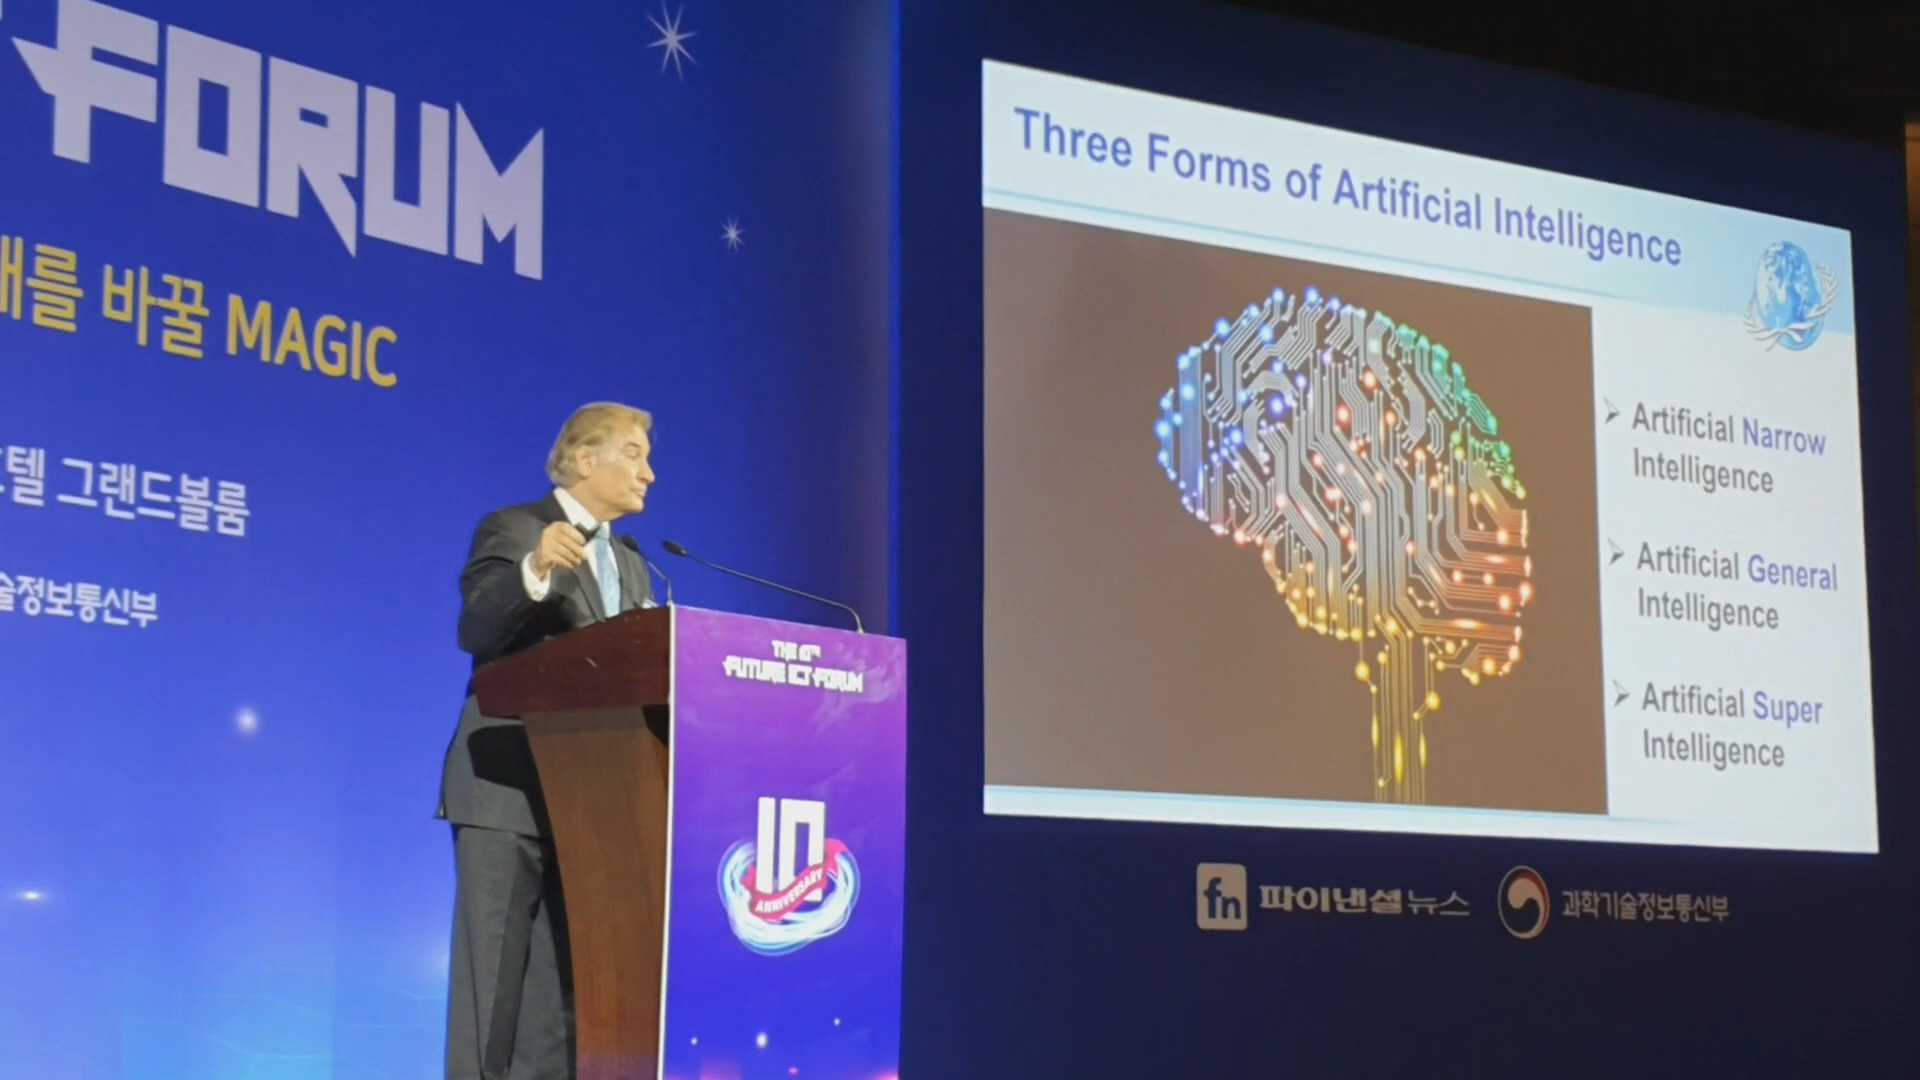 FORUM
래를 바꿀 MAGIC
호텔 그랜드볼룸
술정보통신부
THE 10TH
FUTURE ICT FORUM
10
ANNIVERSARY
Three Forms of Artificial Intelligence
Artificial Narrow
Intelligence
Artificial General
Intelligence
Artificial Super
Intelligence
fn 파이낸셜뉴스
과학기술정보통신부